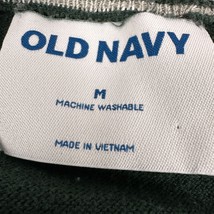 OLD NAVY
M
MACHINE WASHABLE
MADE IN VIETNAM